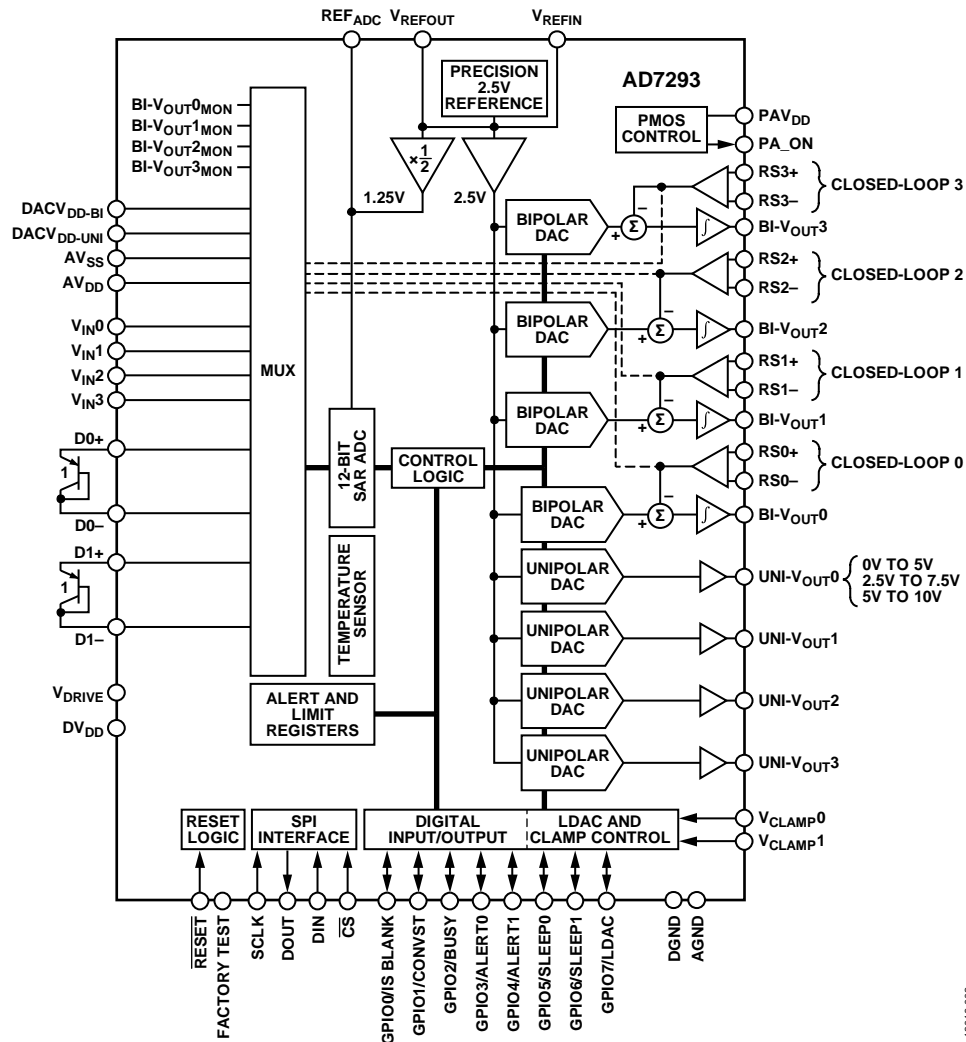 REFADC VREFOUT VREFIN
PRECISION
2.5V
REFERENCE
AD7293
BI-VOUT0MON
BI-VOUT1MON
BI-VOUT2MON
BI-VOUT3MON
×1/2
1.25V
2.5V
PMOS
CONTROL
PAVDD
PA_ON
RS3+
RS3–
CLOSED-LOOP 3
BI-VOUT3
RS2+
RS2–
CLOSED-LOOP 2
BI-VOUT2
RS1+
RS1–
CLOSED-LOOP 1
BI-VOUT1
RS0+
RS0–
CLOSED-LOOP 0
BI-VOUT0
DACVDD-BI
DACVDD-UNI
AVSS
AVDD
VIN0
VIN1
VIN2
VIN3
D0+
1
D0–
D1+
1
D1–
VDRIVE
DVDD
MUX
12-BIT
SAR ADC
CONTROL
LOGIC
TEMPERATURE
SENSOR
ALERT AND
LIMIT
REGISTERS
BIPOLAR
DAC
+ Σ –
∫
BIPOLAR
DAC
+ Σ –
∫
BIPOLAR
DAC
+ Σ –
∫
BIPOLAR
DAC
+ Σ –
∫
UNIPOLAR
DAC
UNI-VOUT0
0V TO 5V
2.5V TO 7.5V
5V TO 10V
UNIPOLAR
DAC
UNI-VOUT1
UNIPOLAR
DAC
UNI-VOUT2
UNIPOLAR
DAC
UNI-VOUT3
RESET
LOGIC
SPI
INTERFACE
DIGITAL
INPUT/OUTPUT
LDAC AND
CLAMP CONTROL
VCLAMP0
VCLAMP1
RESET
FACTORY TEST
SCLK
DOUT
DIN
CS
GPIO0/IS BLANK
GPIO1/CONVST
GPIO2/BUSY
GPIO3/ALERT0
GPIO4/ALERT1
GPIO5/SLEEP0
GPIO6/SLEEP1
GPIO7/LDAC
DGND
AGND